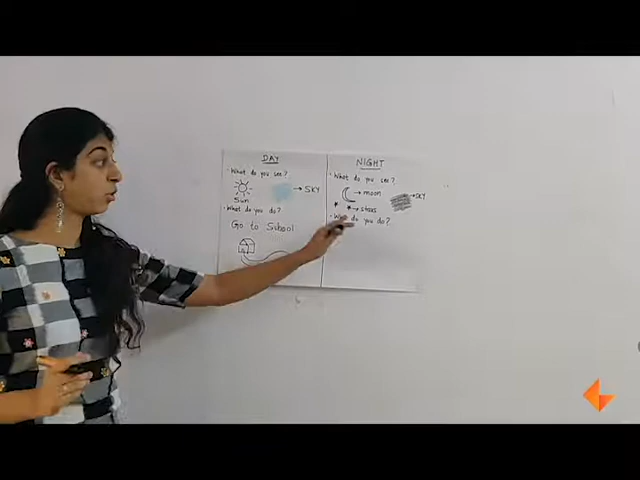 DAY
What do you see?
Sun
→ SKY
What do you do?
Go to School
NIGHT
What do you see?
→ moon
→ SKY
→ stars
What do you do?